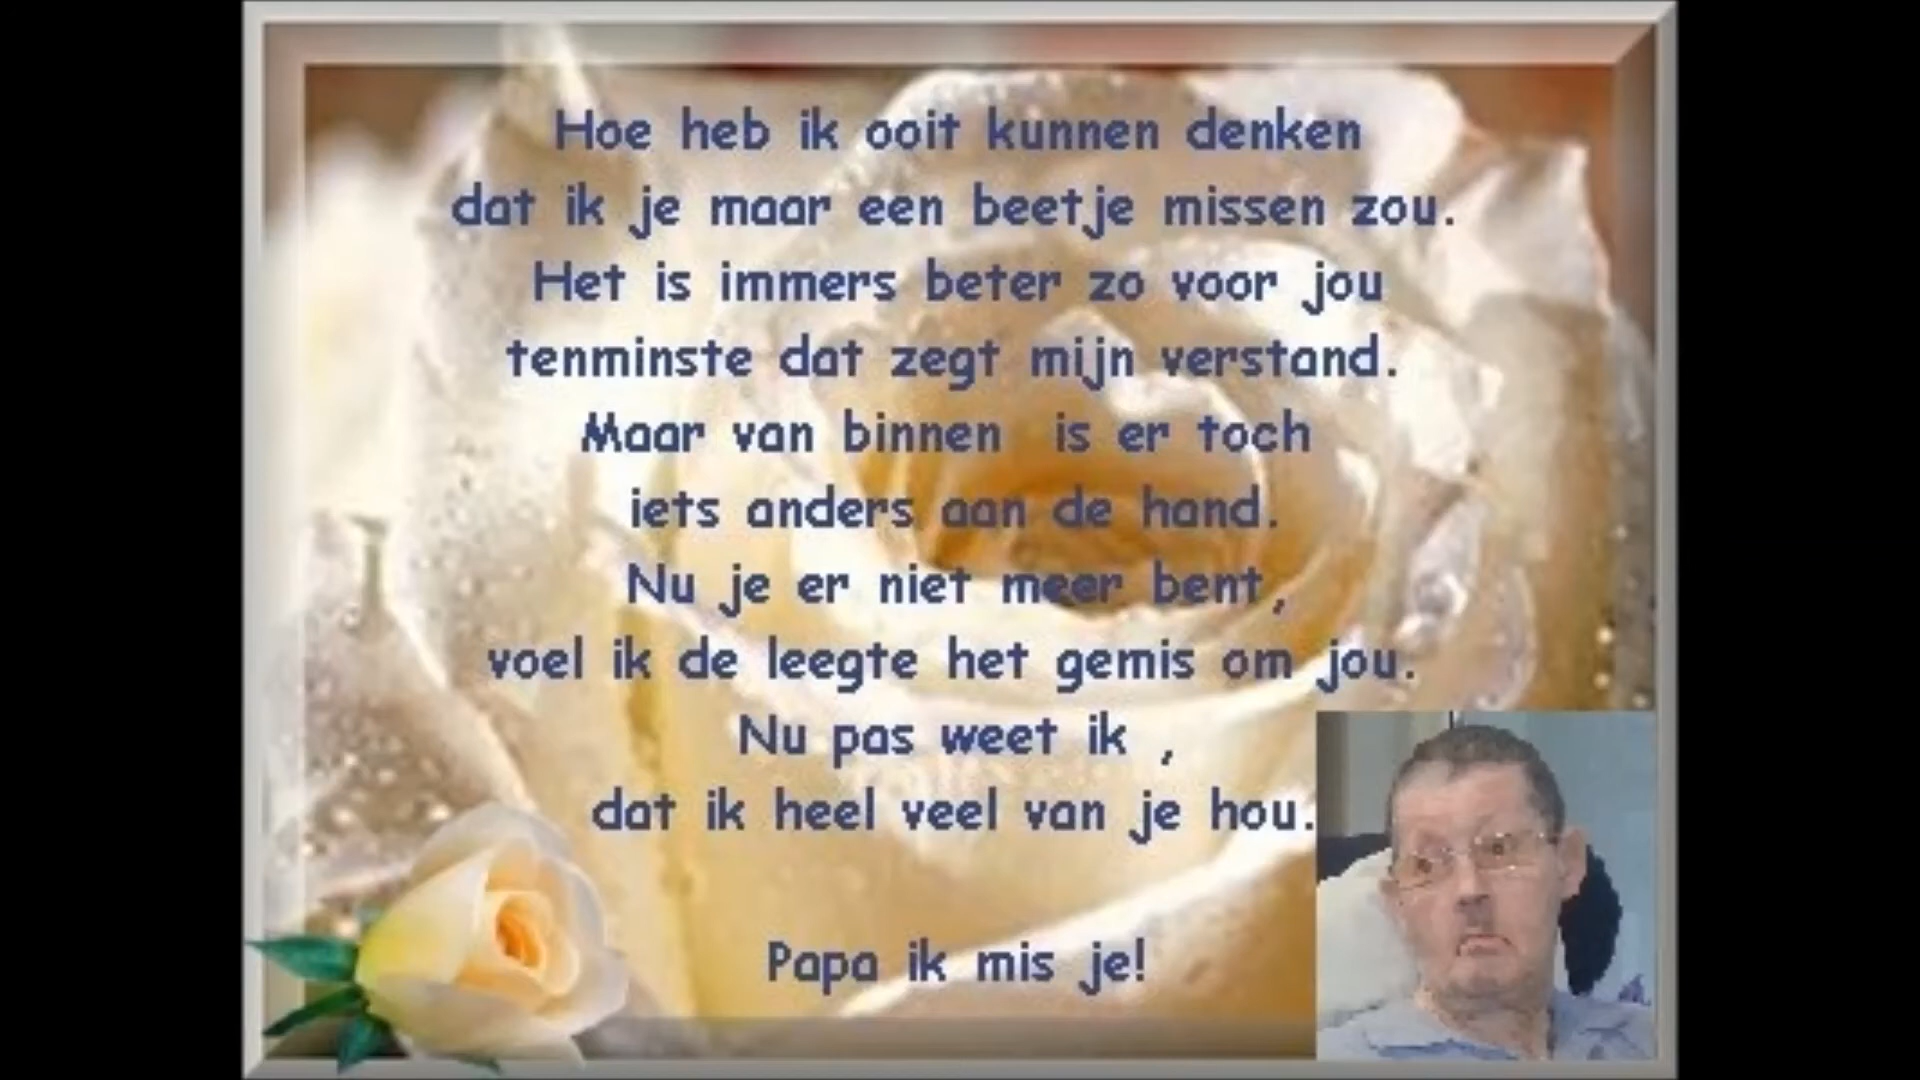 Hoe heb ik ooit kunnen denken
dat ik je maar een beetje missen zou.
Het is immers beter zo voor jou
tenminste dat zegt mijn verstand.
Maar van binnen is er toch
iets anders aan de hand.
Nu je er niet meer bent,
voel ik de leegte het gemis om jou.
Nu pas weet ik ,
dat ik heel veel van je hou.
Papa ik mis je!